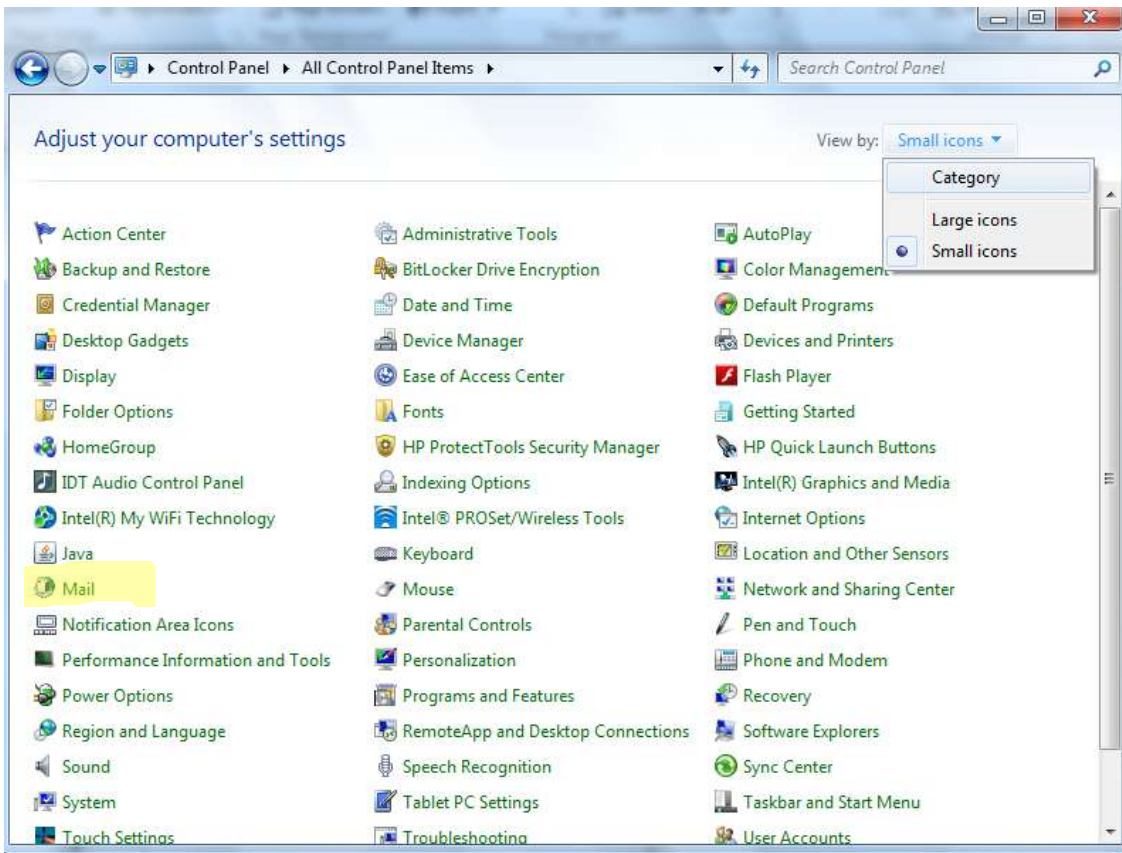 Control Panel All Control Panel Items Search Control Panel
Adjust your computer's settings View by: Small icons
Category
Large icons
Small icons
Action Center Administrative Tools AutoPlay
Backup and Restore BitLocker Drive Encryption Color Management
Credential Manager Date and Time Default Programs
Desktop Gadgets Device Manager Devices and Printers
Display Ease of Access Center Flash Player
Folder Options Fonts Getting Started
HomeGroup HP ProtectTools Security Manager HP Quick Launch Buttons
IDT Audio Control Panel Indexing Options Intel(R) Graphics and Media
Intel(R) My WiFi Technology Intel® PROSet/Wireless Tools Internet Options
Java Keyboard Location and Other Sensors
Mail Mouse Network and Sharing Center
Notification Area Icons Parental Controls Pen and Touch
Performance Information and Tools Personalization Phone and Modem
Power Options Programs and Features Recovery
Region and Language RemoteApp and Desktop Connections Software Explorers
Sound Speech Recognition Sync Center
System Tablet PC Settings Taskbar and Start Menu
Touch Settings Troubleshooting User Accounts